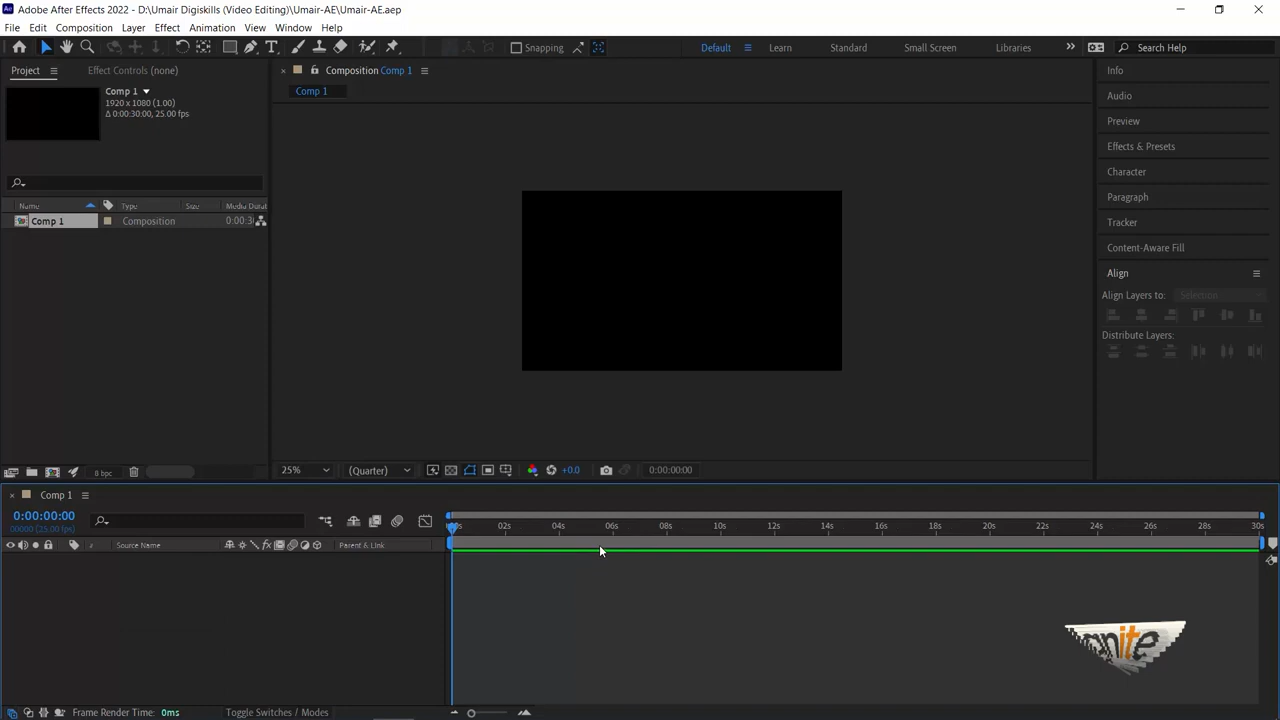 Adobe After Effects 2022 - D:\Umair Digiskills (Video Editing)\Umair-AE\Umair-AE.aep
File Edit Composition Layer Effect Animation View Window Help
Snapping Default Learn Standard Small Screen Libraries Search Help
Project Effect Controls (none) Composition Comp 1 Info
Comp 1
1920 x 1080 (1.00)
Δ 0:00:30:00, 25.00 fps
Comp 1
Audio
Preview
Effects & Presets
Character
Paragraph
Tracker
Content-Aware Fill
Align
Align Layers to: Selection
Distribute Layers:
Name Type Size Media Durat
Comp 1 Composition 0:00:3
8 bpc 25% (Quarter) +0.0 0:00:00:00
Comp 1
0:00:00:00
00000 (25.00 fps)
:00s 02s 04s 06s 08s 10s 12s 14s 16s 18s 20s 22s 24s 26s 28s 30s
Source Name fx Parent & Link
Frame Render Time: 0ms Toggle Switches / Modes